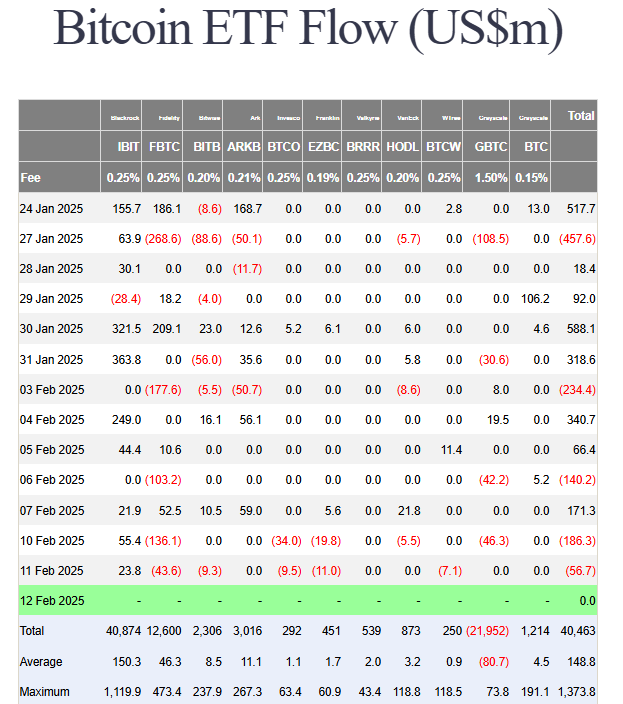 Bitcoin ETF Flow (US$m)
Blackrock Fidelity Bitwise Ark Invesco Franklin Valkyrie VanEck WTree Grayscale Grayscale Total
IBIT FBTC BITB ARKB BTCO EZBC BRRR HODL BTCW GBTC BTC
Fee 0.25% 0.25% 0.20% 0.21% 0.25% 0.19% 0.25% 0.20% 0.25% 1.50% 0.15%
24 Jan 2025 155.7 186.1 (8.6) 168.7 0.0 0.0 0.0 0.0 2.8 0.0 13.0 517.7
27 Jan 2025 63.9 (268.6) (88.6) (50.1) 0.0 0.0 0.0 (5.7) 0.0 (108.5) 0.0 (457.6)
28 Jan 2025 30.1 0.0 0.0 (11.7) 0.0 0.0 0.0 0.0 0.0 0.0 0.0 18.4
29 Jan 2025 (28.4) 18.2 (4.0) 0.0 0.0 0.0 0.0 0.0 0.0 0.0 106.2 92.0
30 Jan 2025 321.5 209.1 23.0 12.6 5.2 6.1 0.0 6.0 0.0 0.0 4.6 588.1
31 Jan 2025 363.8 0.0 (56.0) 35.6 0.0 0.0 0.0 5.8 0.0 (30.6) 0.0 318.6
03 Feb 2025 0.0 (177.6) (5.5) (50.7) 0.0 0.0 0.0 (8.6) 0.0 8.0 0.0 (234.4)
04 Feb 2025 249.0 0.0 16.1 56.1 0.0 0.0 0.0 0.0 0.0 19.5 0.0 340.7
05 Feb 2025 44.4 10.6 0.0 0.0 0.0 0.0 0.0 0.0 11.4 0.0 0.0 66.4
06 Feb 2025 0.0 (103.2) 0.0 0.0 0.0 0.0 0.0 0.0 0.0 (42.2) 5.2 (140.2)
07 Feb 2025 21.9 52.5 10.5 59.0 0.0 5.6 0.0 21.8 0.0 0.0 0.0 171.3
10 Feb 2025 55.4 (136.1) 0.0 0.0 (34.0) (19.8) 0.0 (5.5) 0.0 (46.3) 0.0 (186.3)
11 Feb 2025 23.8 (43.6) (9.3) 0.0 (9.5) (11.0) 0.0 0.0 (7.1) 0.0 0.0 (56.7)
12 Feb 2025 - - - - - - - - - - - 0.0
Total 40,874 12,600 2,306 3,016 292 451 539 873 250 (21,952) 1,214 40,463
Average 150.3 46.3 8.5 11.1 1.1 1.7 2.0 3.2 0.9 (80.7) 4.5 148.8
Maximum 1,119.9 473.4 237.9 267.3 63.4 60.9 43.4 118.8 118.5 73.8 191.1 1,373.8